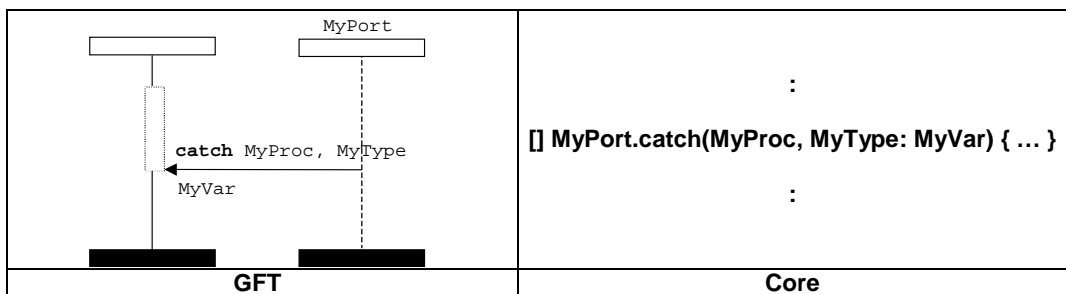 MyPort
catch MyProc, MyType
MyVar
GFT
:
[] MyPort.catch(MyProc, MyType: MyVar) { … }
:
Core